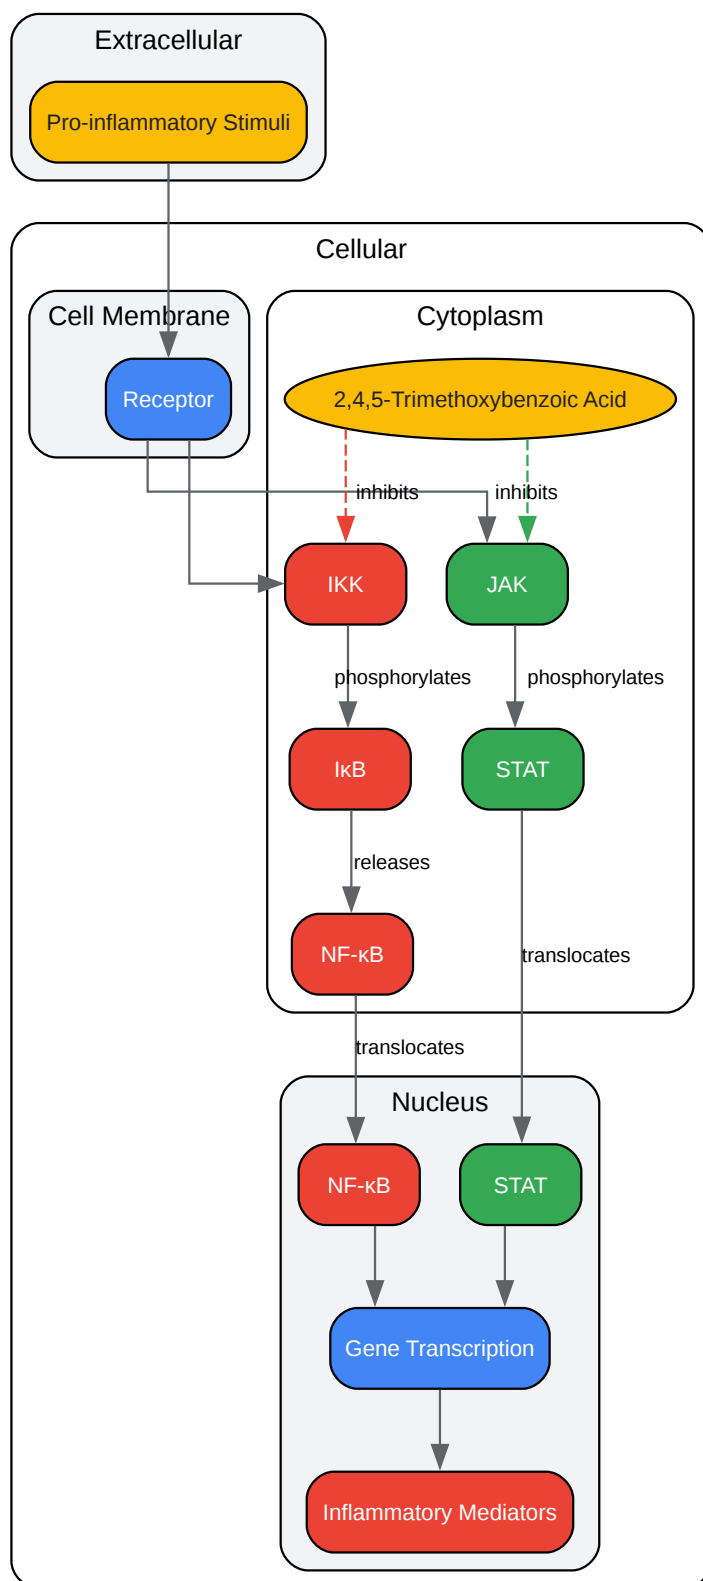 Extracellular
Pro-inflammatory Stimuli
Cellular
Cell Membrane
Cytoplasm
Receptor
2,4,5-Trimethoxybenzoic Acid
inhibits
inhibits
IKK
JAK
phosphorylates
phosphorylates
IκB
STAT
releases
NF-κB
translocates
translocates
Nucleus
NF-κB
STAT
Gene Transcription
Inflammatory Mediators